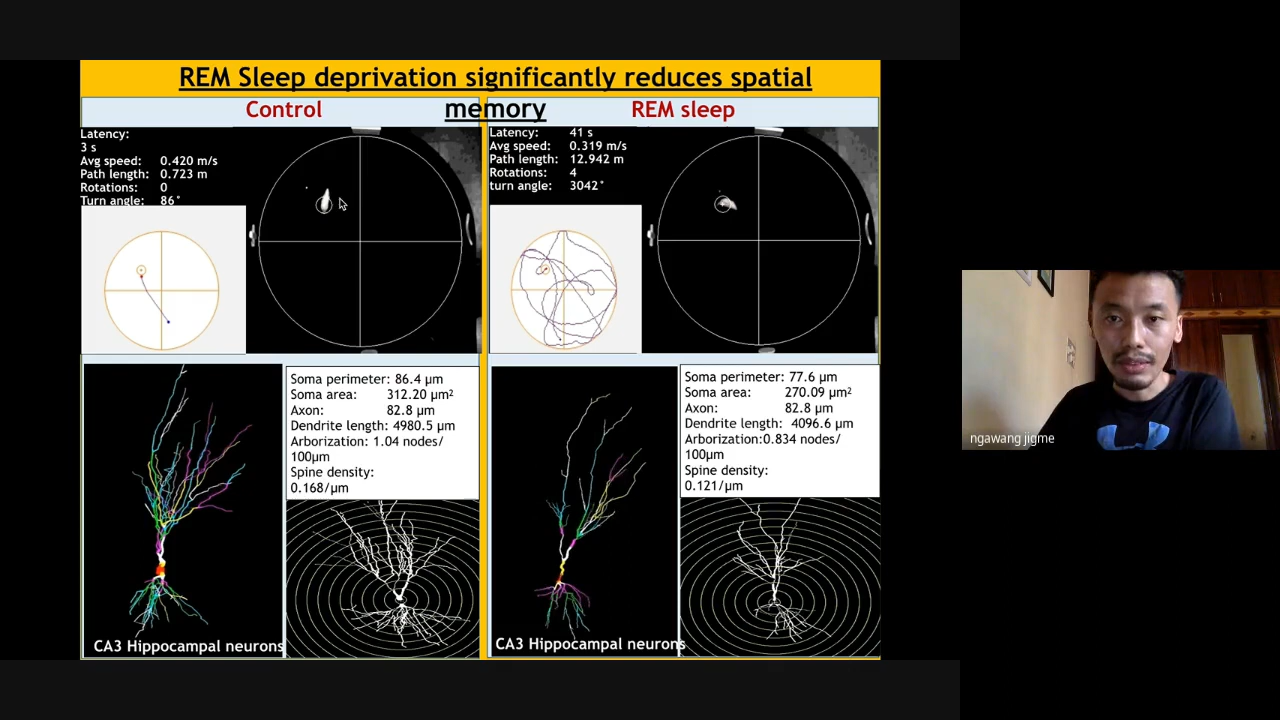 REM Sleep deprivation significantly reduces spatial
memory
Control
Latency:
3 s
Avg speed: 0.420 m/s
Path length: 0.723 m
Rotations: 0
Turn angle: 86°
Soma perimeter: 86.4 µm
Soma area: 312.20 µm²
Axon: 82.8 µm
Dendrite length: 4980.5 µm
Arborization: 1.04 nodes/
100µm
Spine density:
0.168/µm
CA3 Hippocampal neurons
REM sleep
Latency: 41 s
Avg speed: 0.319 m/s
Path length: 12.942 m
Rotations: 4
turn angle: 3042°
Soma perimeter: 77.6 µm
Soma area: 270.09 µm²
Axon: 82.8 µm
Dendrite length: 4096.6 µm
Arborization:0.834 nodes/
100µm
Spine density:
0.121/µm
CA3 Hippocampal neurons
ngawang jigme